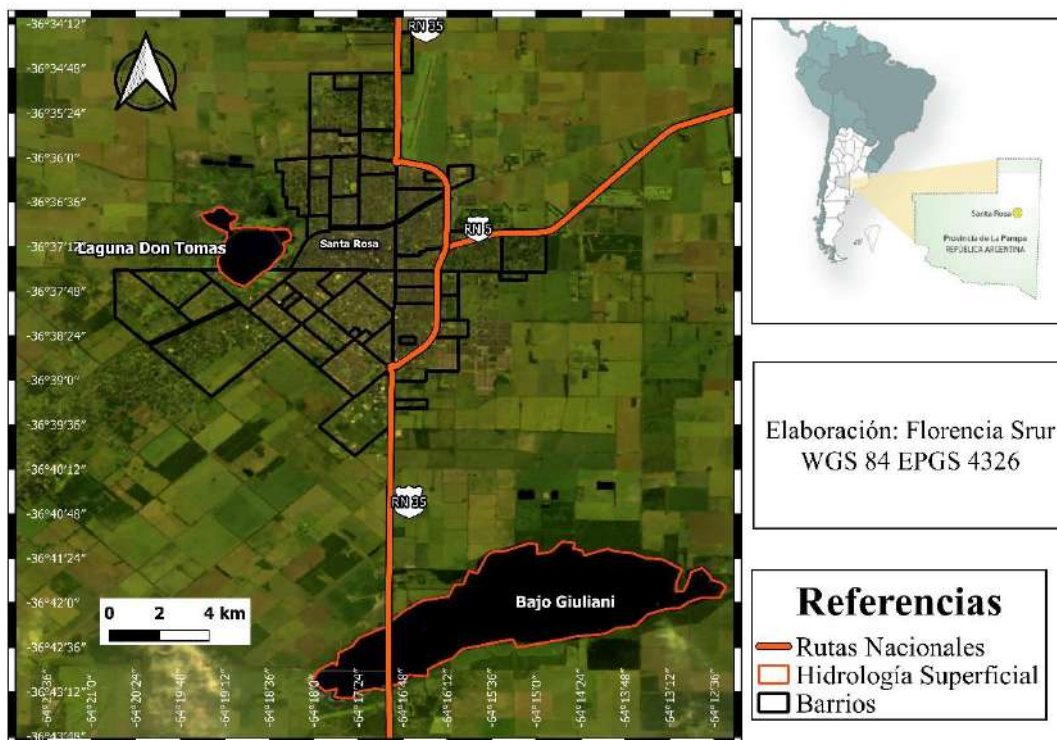 RN 35
-36°34'12"
-36°34'48"
-36°35'24"
-36°36'0"
-36°36'36"
-36°37'12"
-36°37'48"
-36°38'24"
-36°39'0"
-36°39'36"
-36°40'12"
-36°40'48"
-36°41'24"
-36°42'0"
-36°42'36"
-36°43'12"
-36°43'48"
Laguna Don Tomas
Santa Rosa
RN 5
RN 35
Bajo Giuliani
0 2 4 km
-64°21'36"
-64°21'0"
-64°20'24"
-64°19'48"
-64°19'12"
-64°18'36"
-64°18'0"
-64°17'24"
-64°16'48"
-64°16'12"
-64°15'36"
-64°15'0"
-64°14'24"
-64°13'48"
-64°13'12"
-64°12'36"
Santa Rosa
Provincia de La Pampa
REPÚBLICA ARGENTINA
Elaboración: Florencia Srur
WGS 84 EPGS 4326
Referencias
Rutas Nacionales
Hidrología Superficial
Barrios